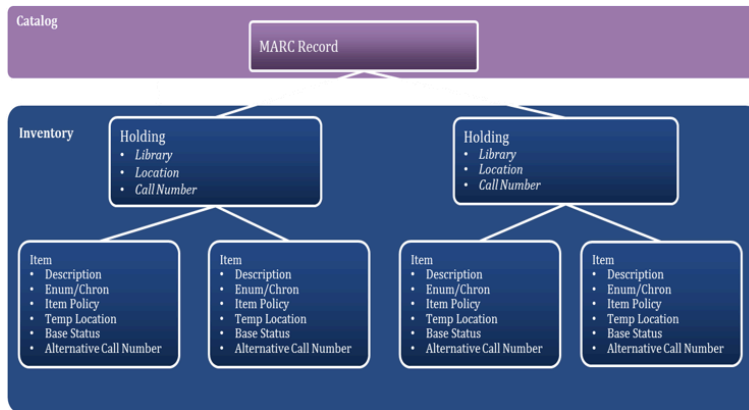 Catalog
MARC Record
Inventory
Holding
• Library
• Location
• Call Number
Holding
• Library
• Location
• Call Number
Item
• Description
• Enum/Chron
• Item Policy
• Temp Location
• Base Status
• Alternative Call Number
Item
• Description
• Enum/Chron
• Item Policy
• Temp Location
• Base Status
• Alternative Call Number
Item
• Description
• Enum/Chron
• Item Policy
• Temp Location
• Base Status
• Alternative Call Number
Item
• Description
• Enum/Chron
• Item Policy
• Temp Location
• Base Status
• Alternative Call Number